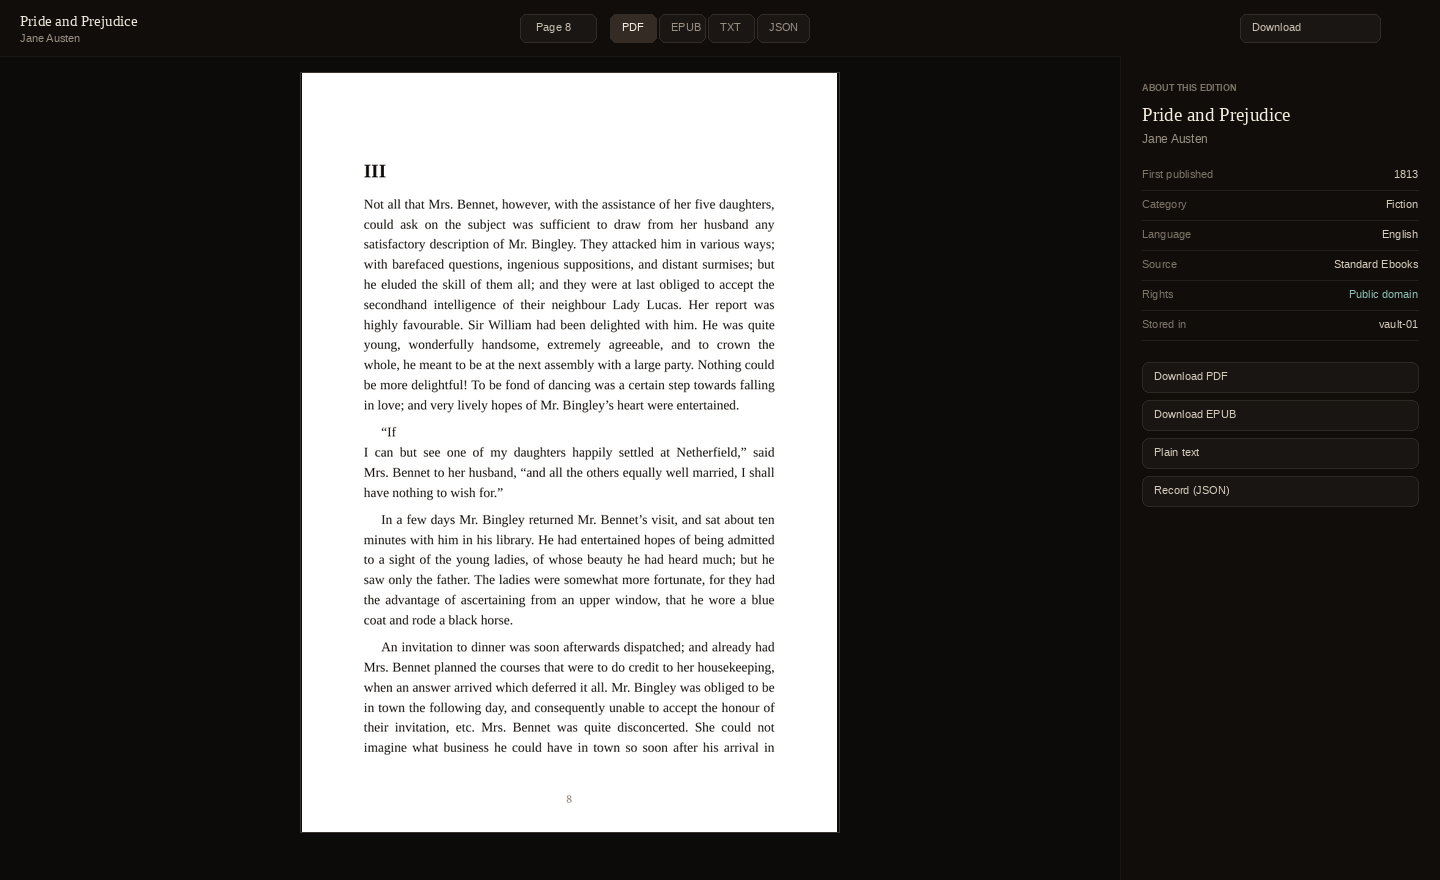 Pride and Prejudice
Jane Austen
Page 8
PDF
EPUB
TXT
JSON
Download
III
Not all that Mrs. Bennet, however, with the assistance of her five daughters,
could ask on the subject was sufficient to draw from her husband any
satisfactory description of Mr. Bingley. They attacked him in various ways;
with barefaced questions, ingenious suppositions, and distant surmises; but
he eluded the skill of them all; and they were at last obliged to accept the
secondhand intelligence of their neighbour Lady Lucas. Her report was
highly favourable. Sir William had been delighted with him. He was quite
young, wonderfully handsome, extremely agreeable, and to crown the
whole, he meant to be at the next assembly with a large party. Nothing could
be more delightful! To be fond of dancing was a certain step towards falling
in love; and very lively hopes of Mr. Bingley’s heart were entertained.
“If
I can but see one of my daughters happily settled at Netherfield,” said
Mrs. Bennet to her husband, “and all the others equally well married, I shall
have nothing to wish for.”
In a few days Mr. Bingley returned Mr. Bennet’s visit, and sat about ten
minutes with him in his library. He had entertained hopes of being admitted
to a sight of the young ladies, of whose beauty he had heard much; but he
saw only the father. The ladies were somewhat more fortunate, for they had
the advantage of ascertaining from an upper window, that he wore a blue
coat and rode a black horse.
An invitation to dinner was soon afterwards dispatched; and already had
Mrs. Bennet planned the courses that were to do credit to her housekeeping,
when an answer arrived which deferred it all. Mr. Bingley was obliged to be
in town the following day, and consequently unable to accept the honour of
their invitation, etc. Mrs. Bennet was quite disconcerted. She could not
imagine what business he could have in town so soon after his arrival in
8
ABOUT THIS EDITION
Pride and Prejudice
Jane Austen
First published 1813
Category Fiction
Language English
Source Standard Ebooks
Rights Public domain
Stored in vault-01
Download PDF
Download EPUB
Plain text
Record (JSON)